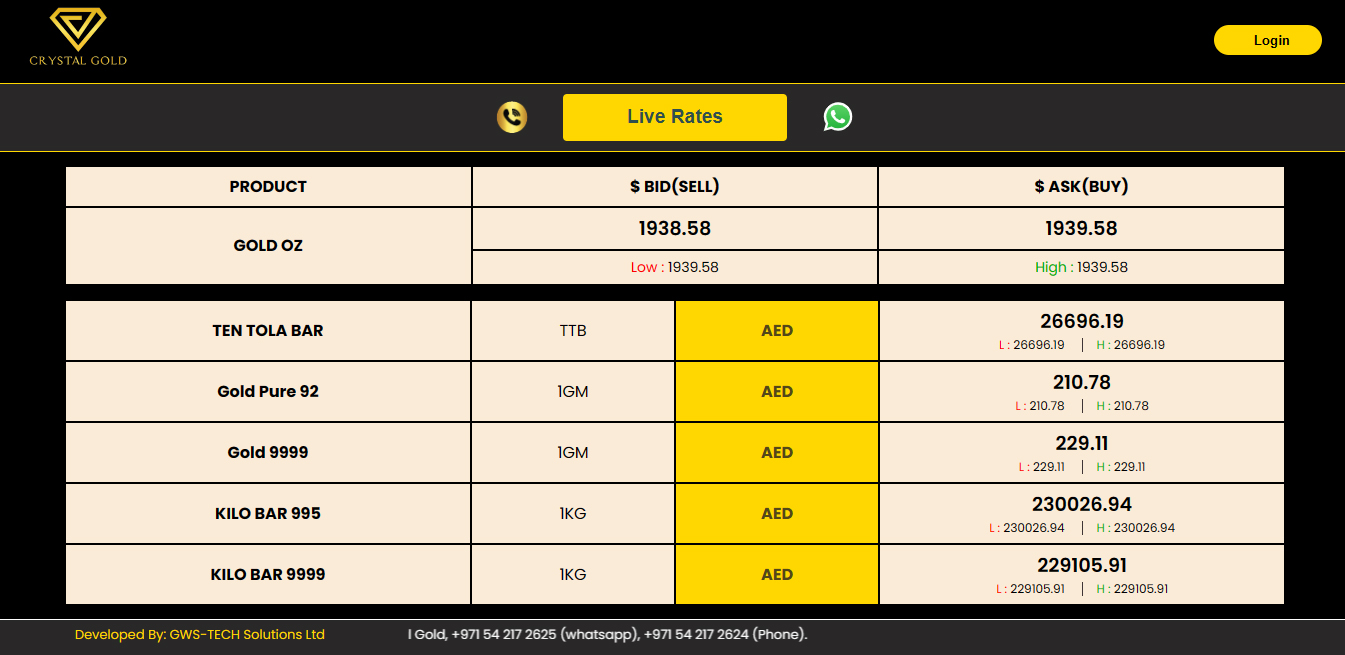 CRYSTAL GOLD
Login
Live Rates
PRODUCT $ BID(SELL) $ ASK(BUY)
GOLD OZ 1938.58 1939.58
Low : 1939.58 High : 1939.58
TEN TOLA BAR TTB AED 26696.19
L : 26696.19 | H : 26696.19
Gold Pure 92 1GM AED 210.78
L : 210.78 | H : 210.78
Gold 9999 1GM AED 229.11
L : 229.11 | H : 229.11
KILO BAR 995 1KG AED 230026.94
L : 230026.94 | H : 230026.94
KILO BAR 9999 1KG AED 229105.91
L : 229105.91 | H : 229105.91
Developed By: GWS-TECH Solutions Ltd l Gold, +971 54 217 2625 (whatsapp), +971 54 217 2624 (Phone).